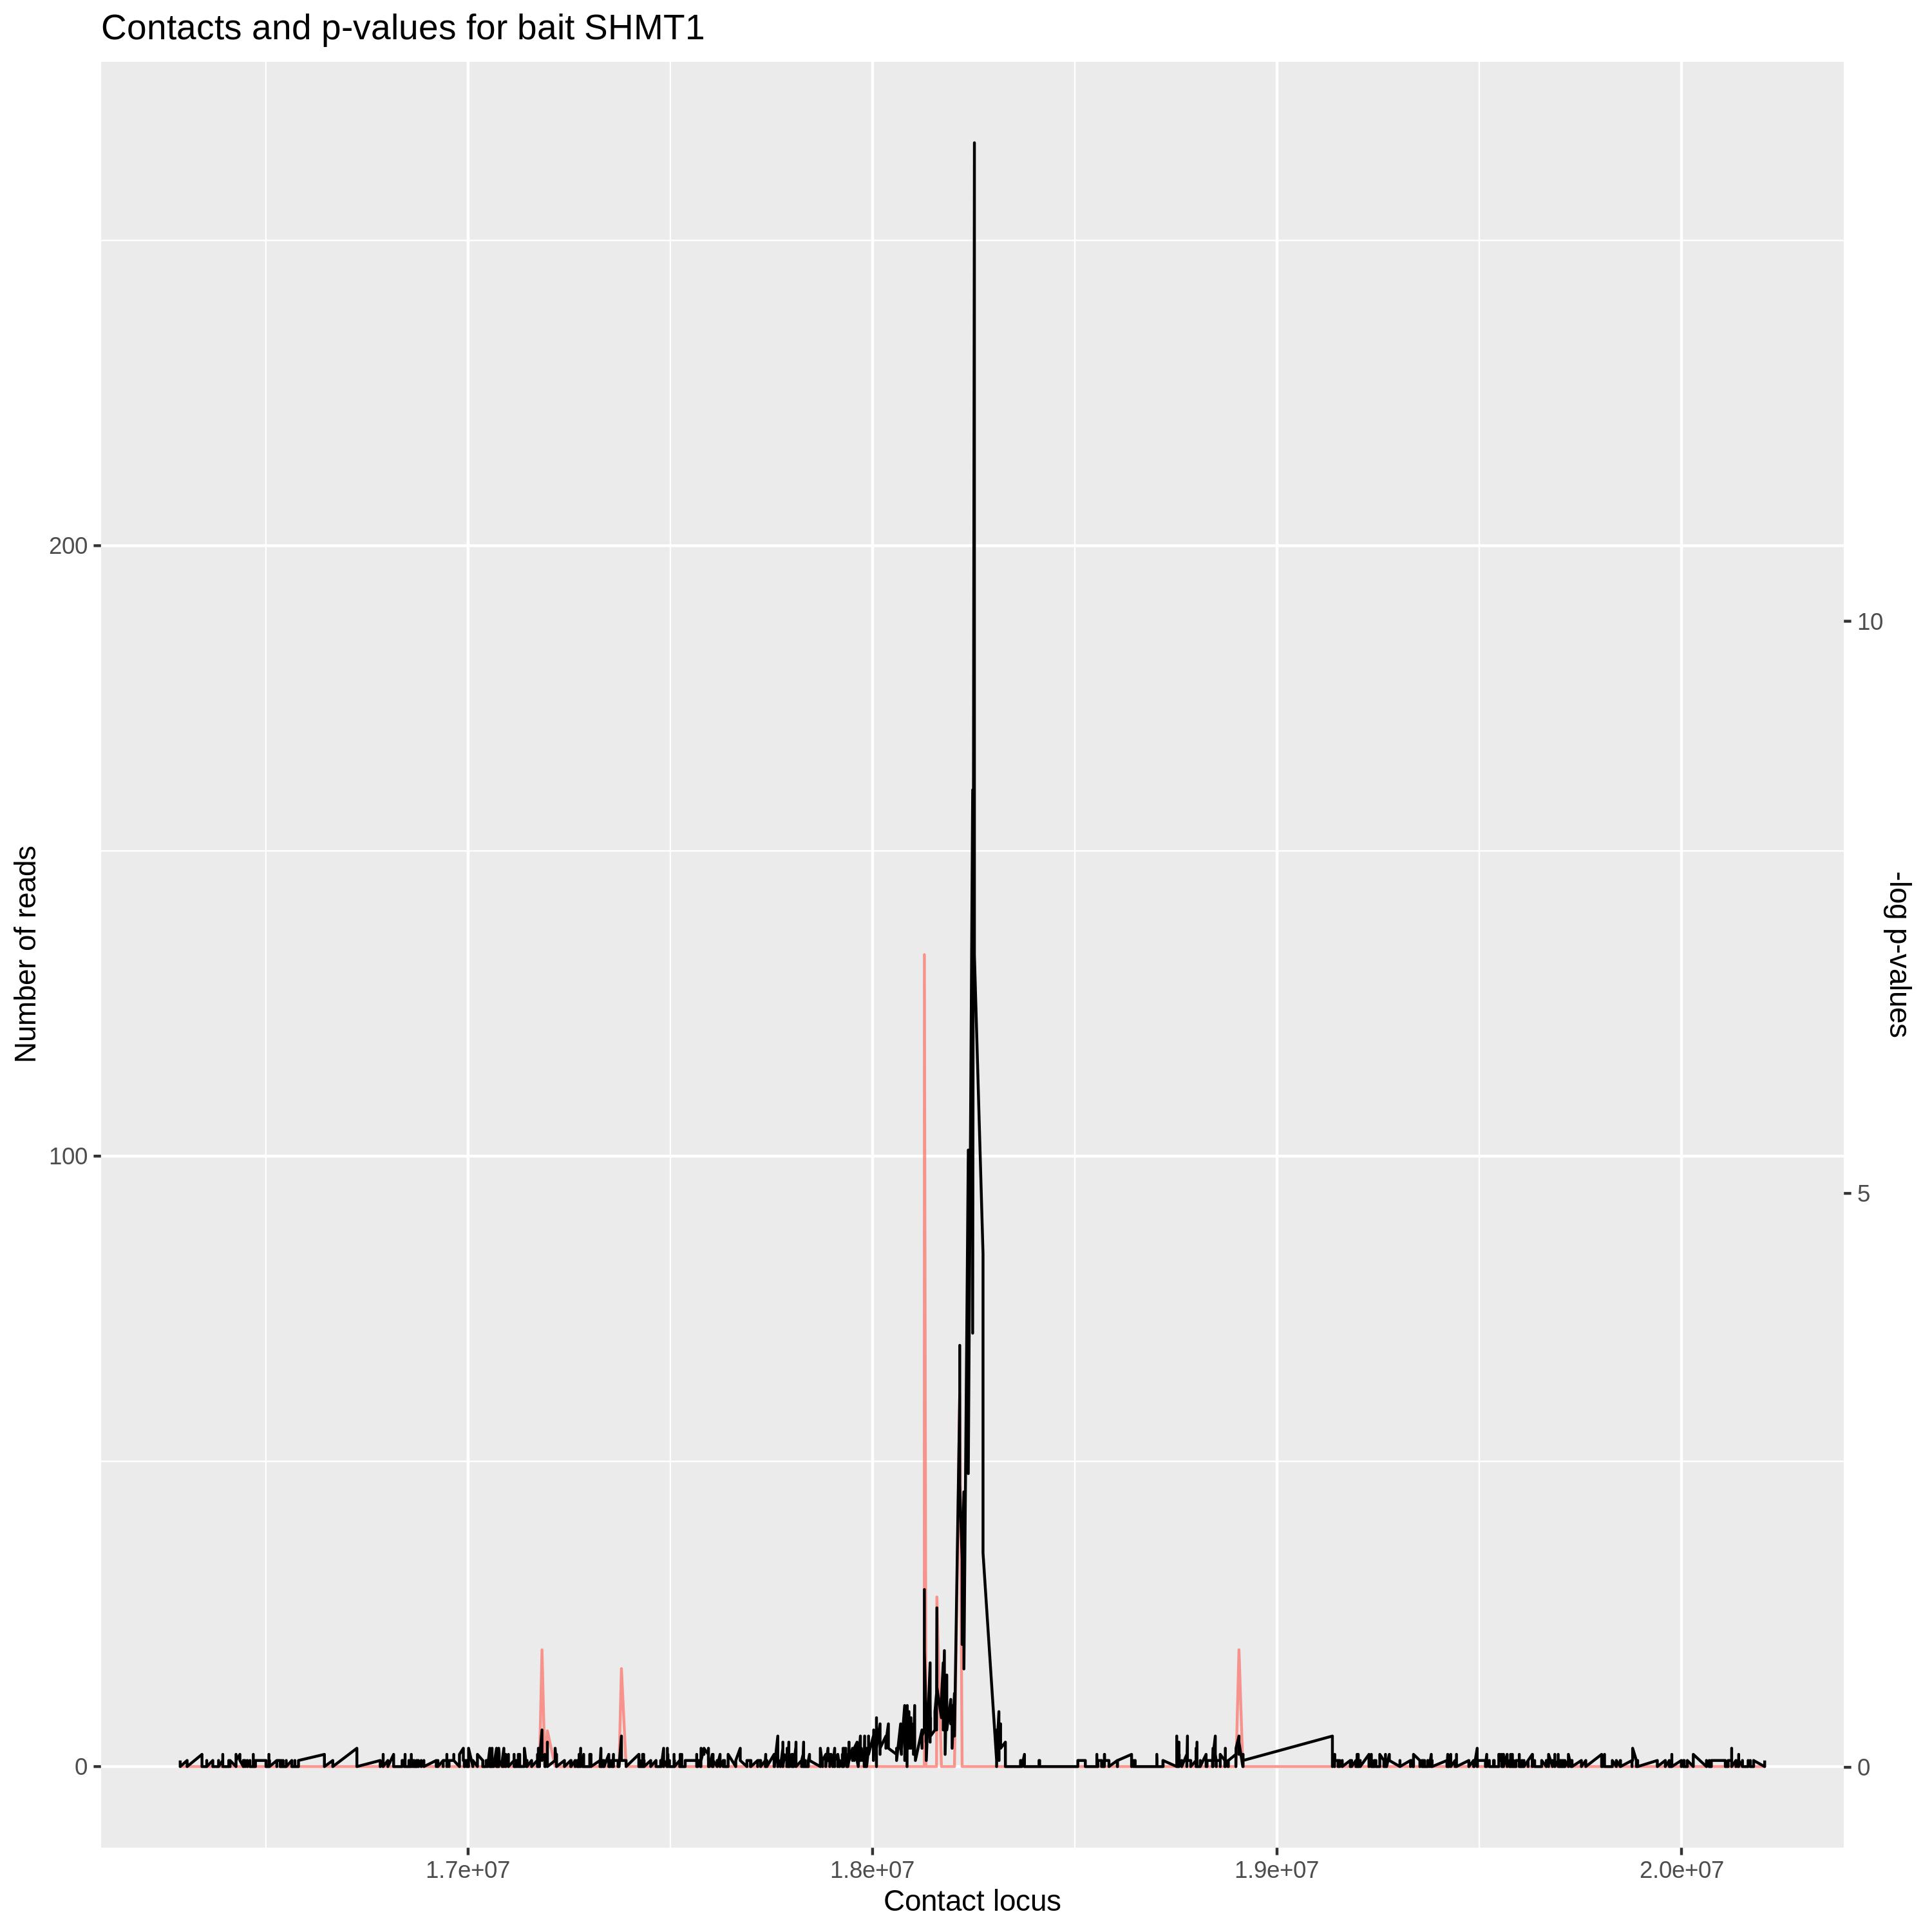 Contacts and p-values for bait SHMT1
200
100
0
Number of reads
10
5
0
-log p-values
1.7e+07
1.8e+07
1.9e+07
2.0e+07
Contact locus